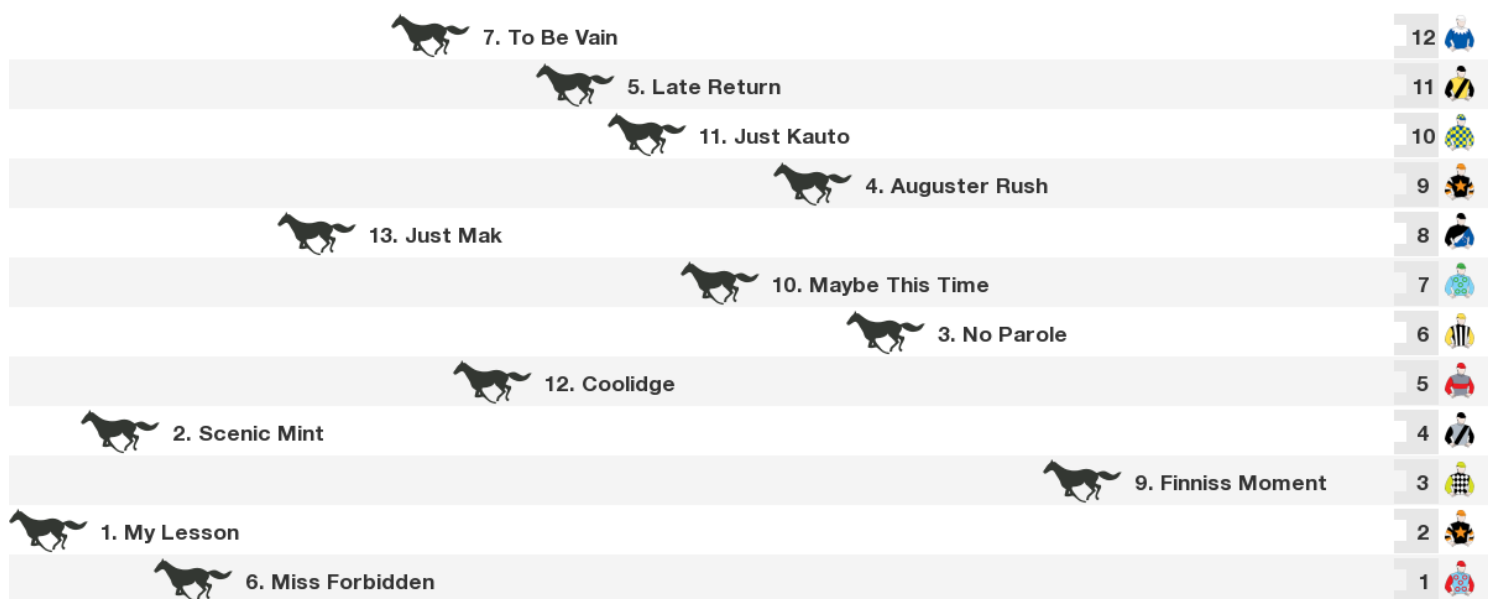 7. To Be Vain 12
5. Late Return 11
11. Just Kauto 10
4. Auguster Rush 9
13. Just Mak 8
10. Maybe This Time 7
3. No Parole 6
12. Coolidge 5
2. Scenic Mint 4
9. Finniss Moment 3
1. My Lesson 2
6. Miss Forbidden 1